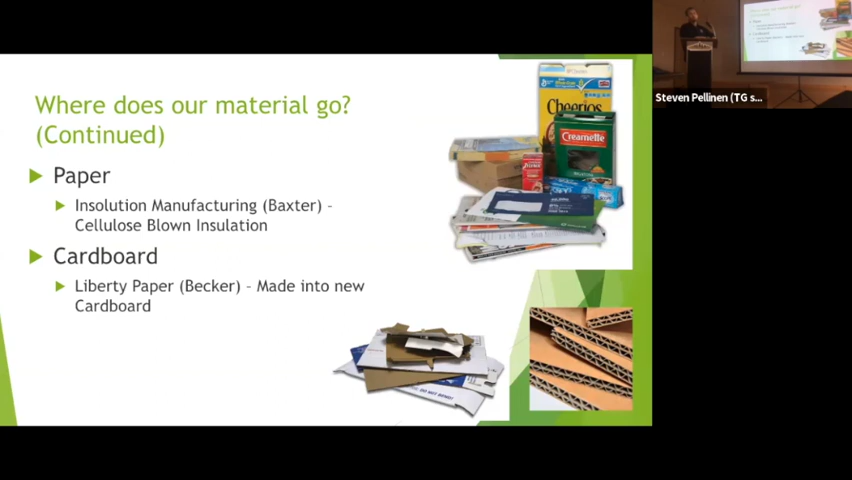 Where does our material go?
(Continued)
Paper
Insolution Manufacturing (Baxter) -
Cellulose Blown Insulation
Cardboard
Liberty Paper (Becker) – Made into new
Cardboard
Cheerios
Creamette
Steven Pellinen (TG s...